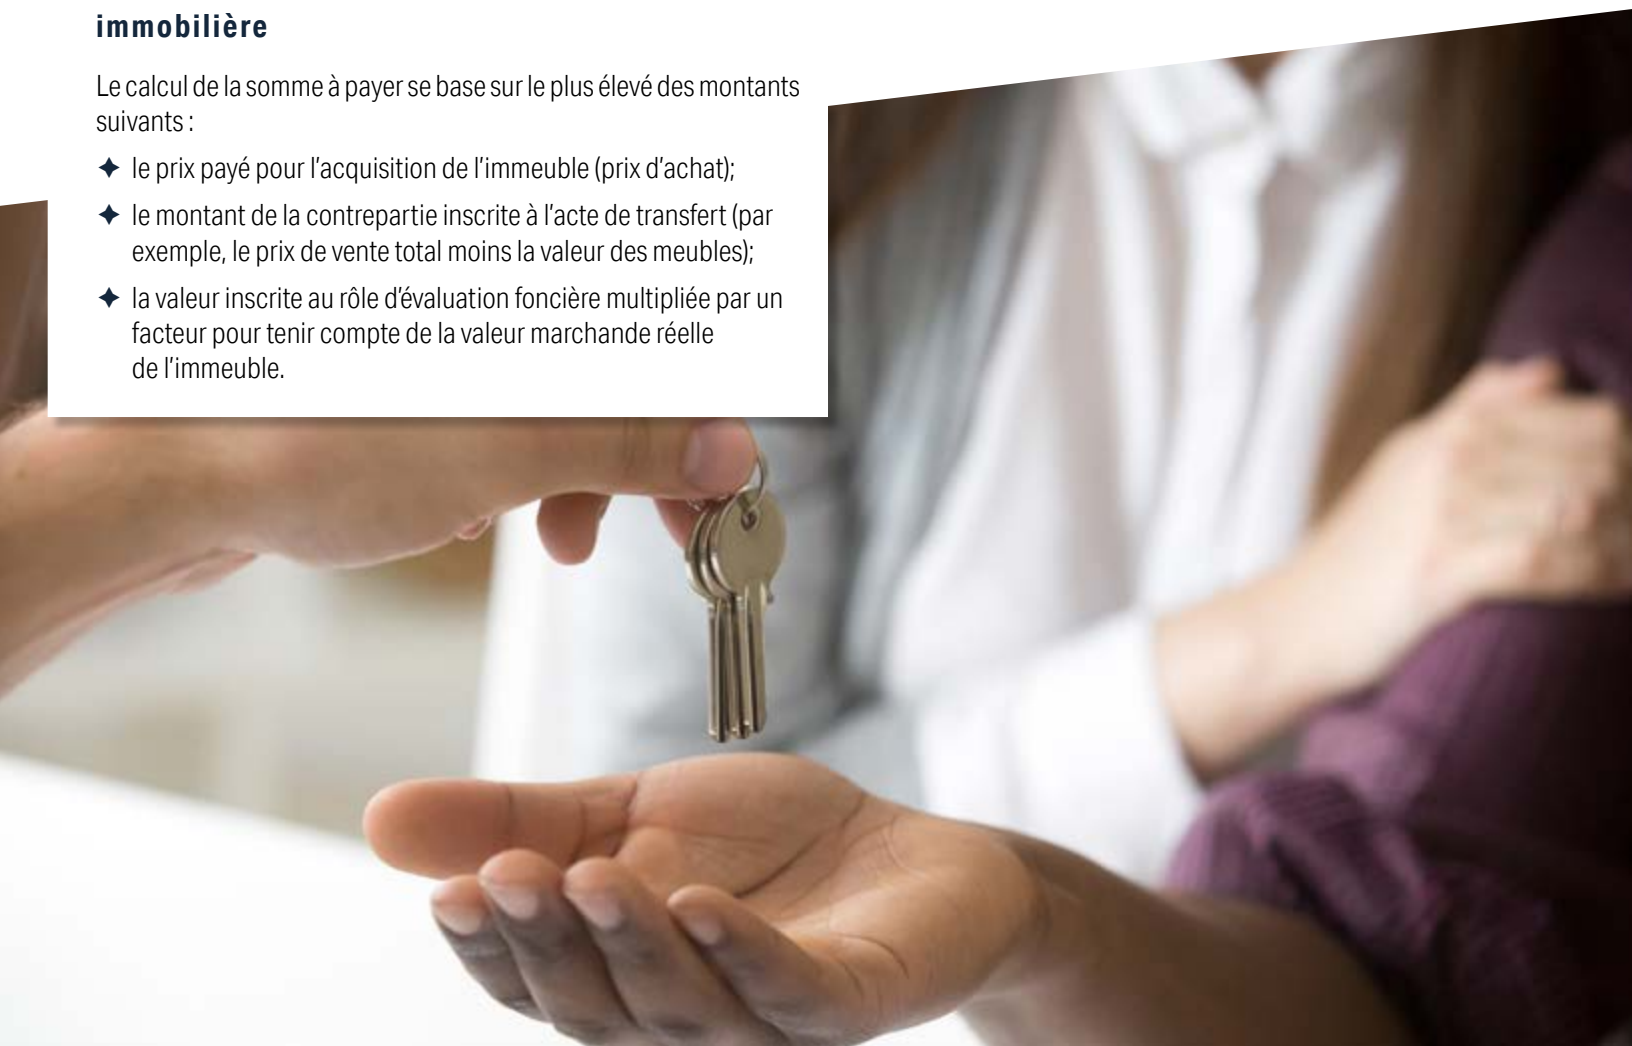 immobilière
Le calcul de la somme à payer se base sur le plus élevé des montants
suivants :
✦ le prix payé pour l'acquisition de l'immeuble (prix d'achat);
✦ le montant de la contrepartie inscrite à l'acte de transfert (par
exemple, le prix de vente total moins la valeur des meubles);
✦ la valeur inscrite au rôle d'évaluation foncière multipliée par un
facteur pour tenir compte de la valeur marchande réelle
de l'immeuble.